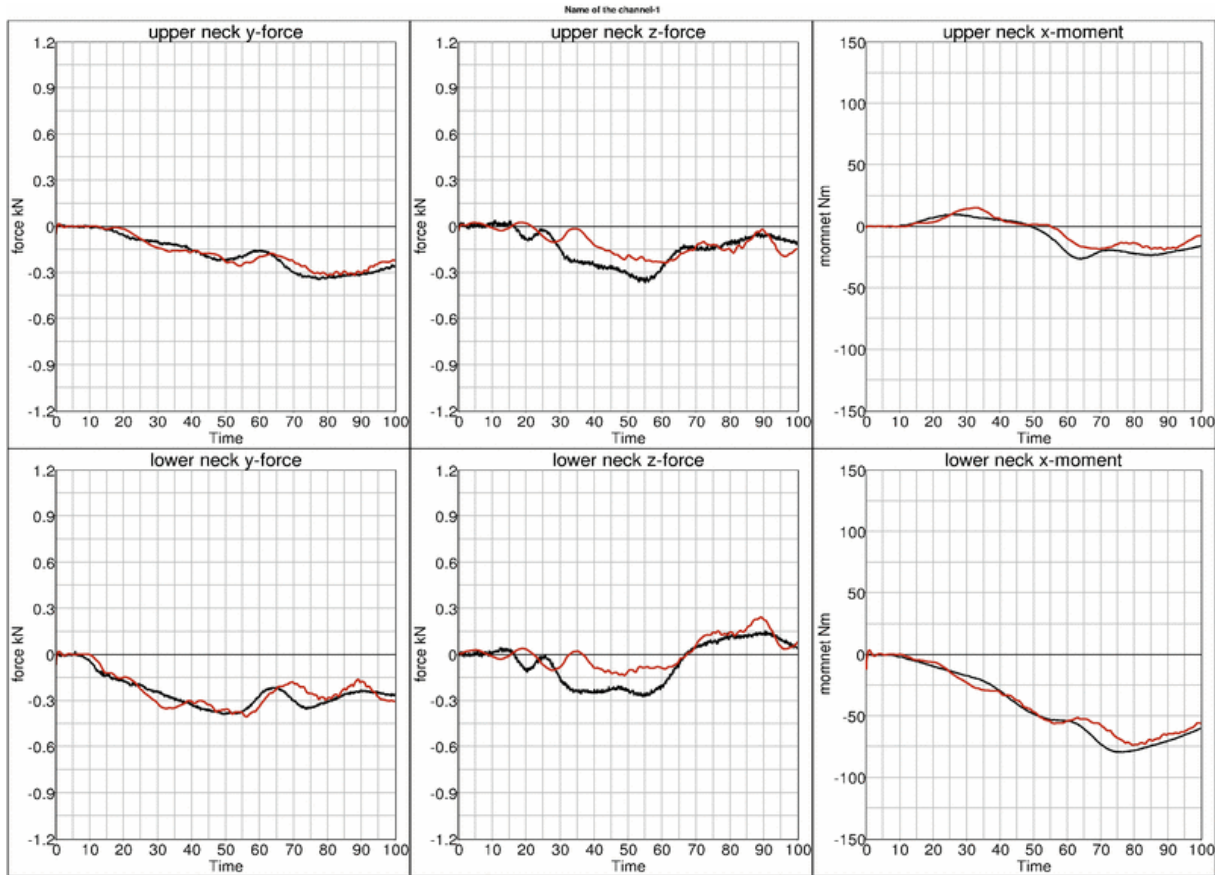 Name of the channel-1
upper neck y-force
1.2
0.9
0.6
0.3
0
-0.3
-0.6
-0.9
-1.2
force kN
0 10 20 30 40 50 60 70 80 90 100
Time
upper neck z-force
1.2
0.9
0.6
0.3
0
-0.3
-0.6
-0.9
-1.2
force kN
0 10 20 30 40 50 60 70 80 90 100
Time
upper neck x-moment
150
100
50
0
-50
-100
-150
momnet Nm
0 10 20 30 40 50 60 70 80 90 100
Time
lower neck y-force
1.2
0.9
0.6
0.3
0
-0.3
-0.6
-0.9
-1.2
force kN
0 10 20 30 40 50 60 70 80 90 100
Time
lower neck z-force
1.2
0.9
0.6
0.3
0
-0.3
-0.6
-0.9
-1.2
force kN
0 10 20 30 40 50 60 70 80 90 100
Time
lower neck x-moment
150
100
50
0
-50
-100
-150
momnet Nm
0 10 20 30 40 50 60 70 80 90 100
Time